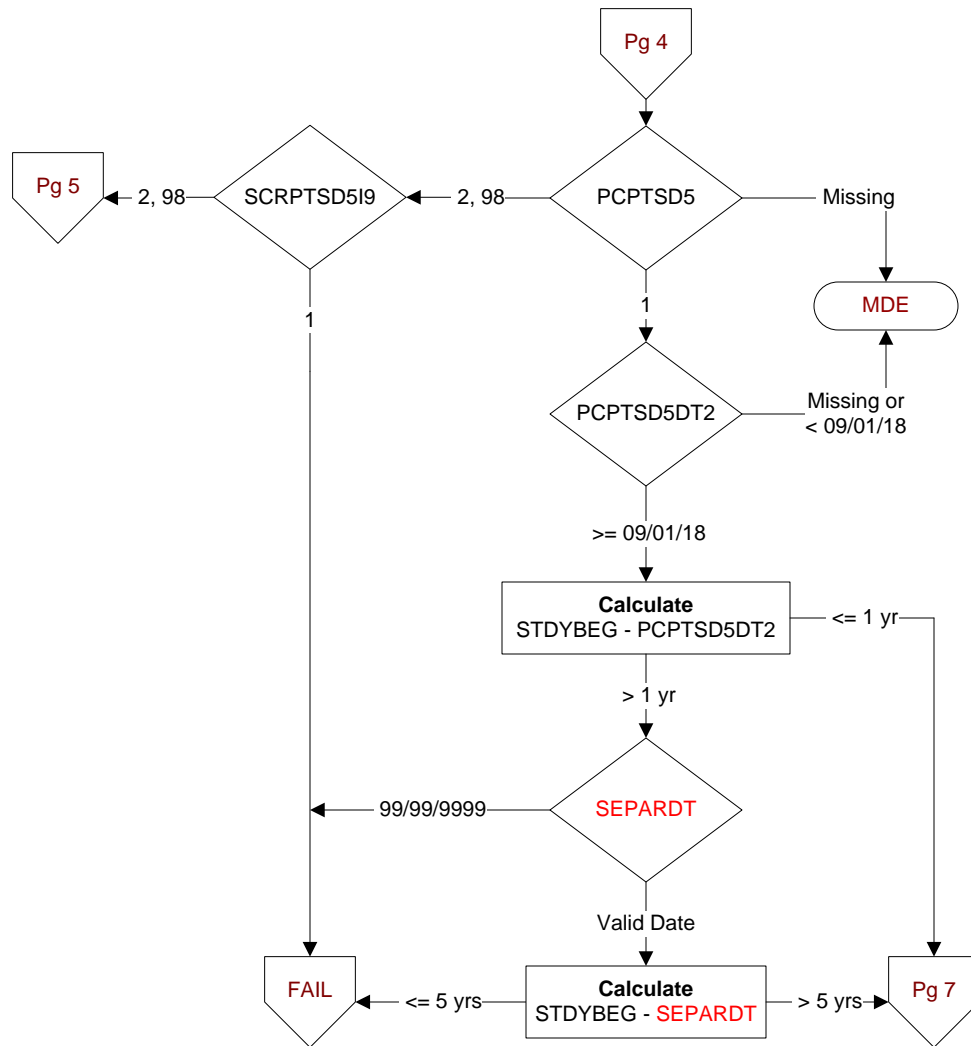 Pg 4
Pg 5
2, 98
SCRPTSD5I9
2, 98
PCPTSD5
Missing
1
1
MDE
PCPTSD5DT2
Missing or
< 09/01/18
>= 09/01/18
Calculate
STDYBEG - PCPTSD5DT2
<= 1 yr
> 1 yr
99/99/9999
SEPARDT
Valid Date
FAIL
<= 5 yrs
Calculate
STDYBEG - SEPARDT
> 5 yrs
Pg 7